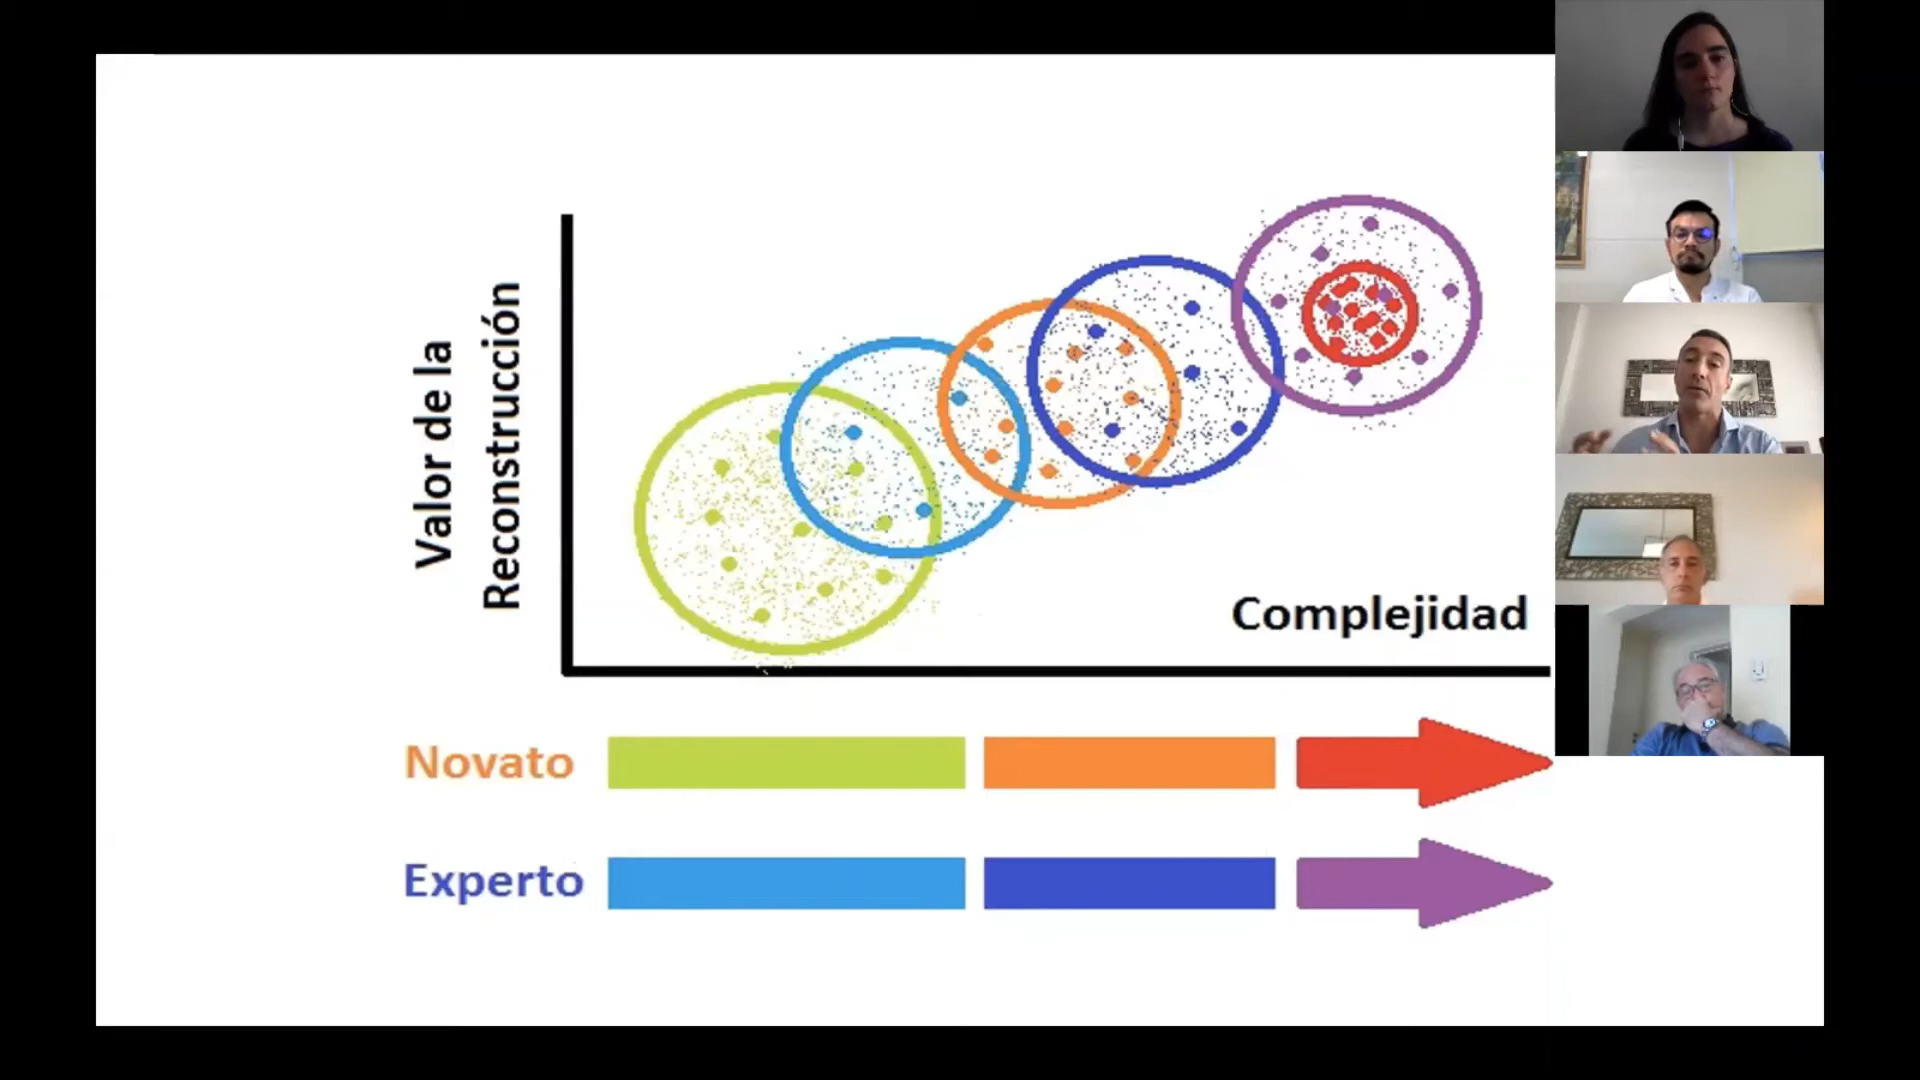 Valor de la
Reconstrucción
Complejidad
Novato
Experto